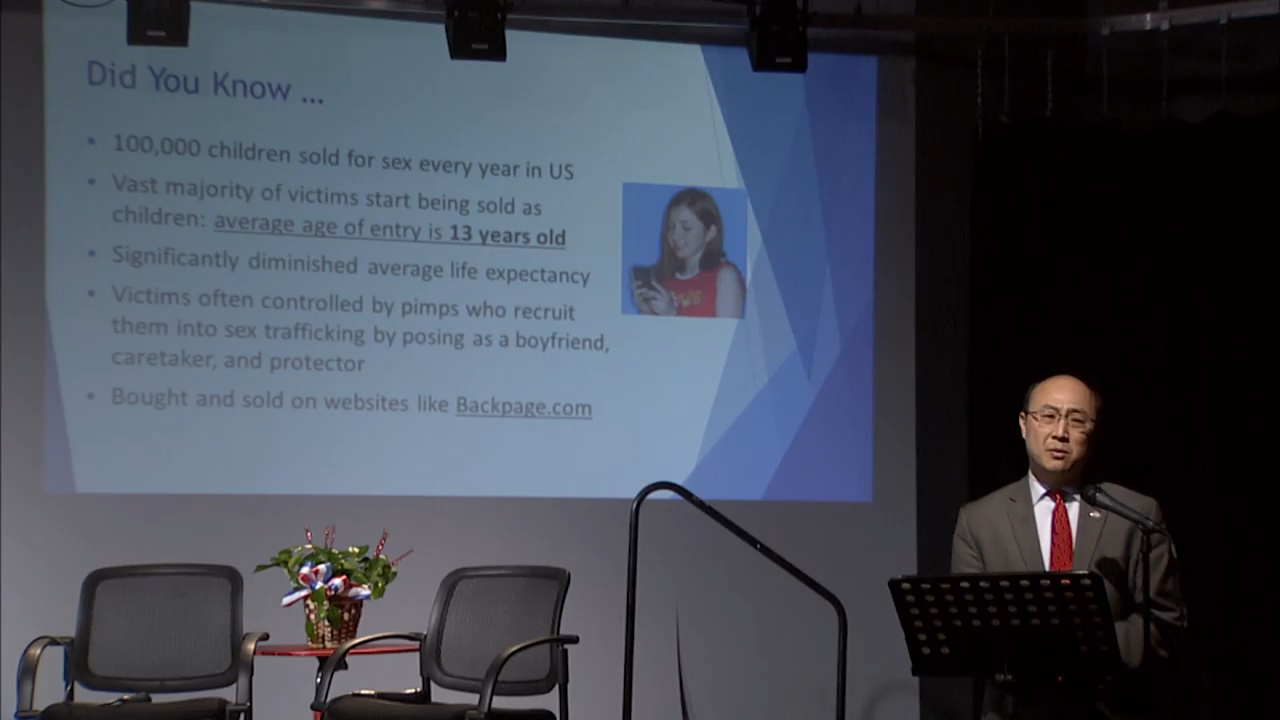 Did You Know ...
• 100,000 children sold for sex every year in US
• Vast majority of victims start being sold as
children: average age of entry is 13 years old
• Significantly diminished average life expectancy
• Victims often controlled by pimps who recruit
them into sex trafficking by posing as a boyfriend,
caretaker, and protector
• Bought and sold on websites like Backpage.com